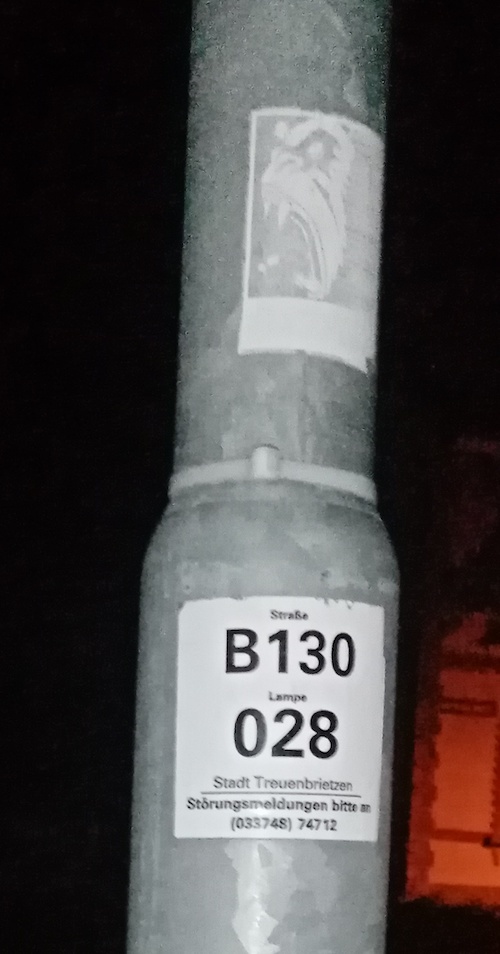 Straße
B130
Lampe
028
Stadt Treuenbrietzen
Störungsmeldungen bitte an
(033748) 74712